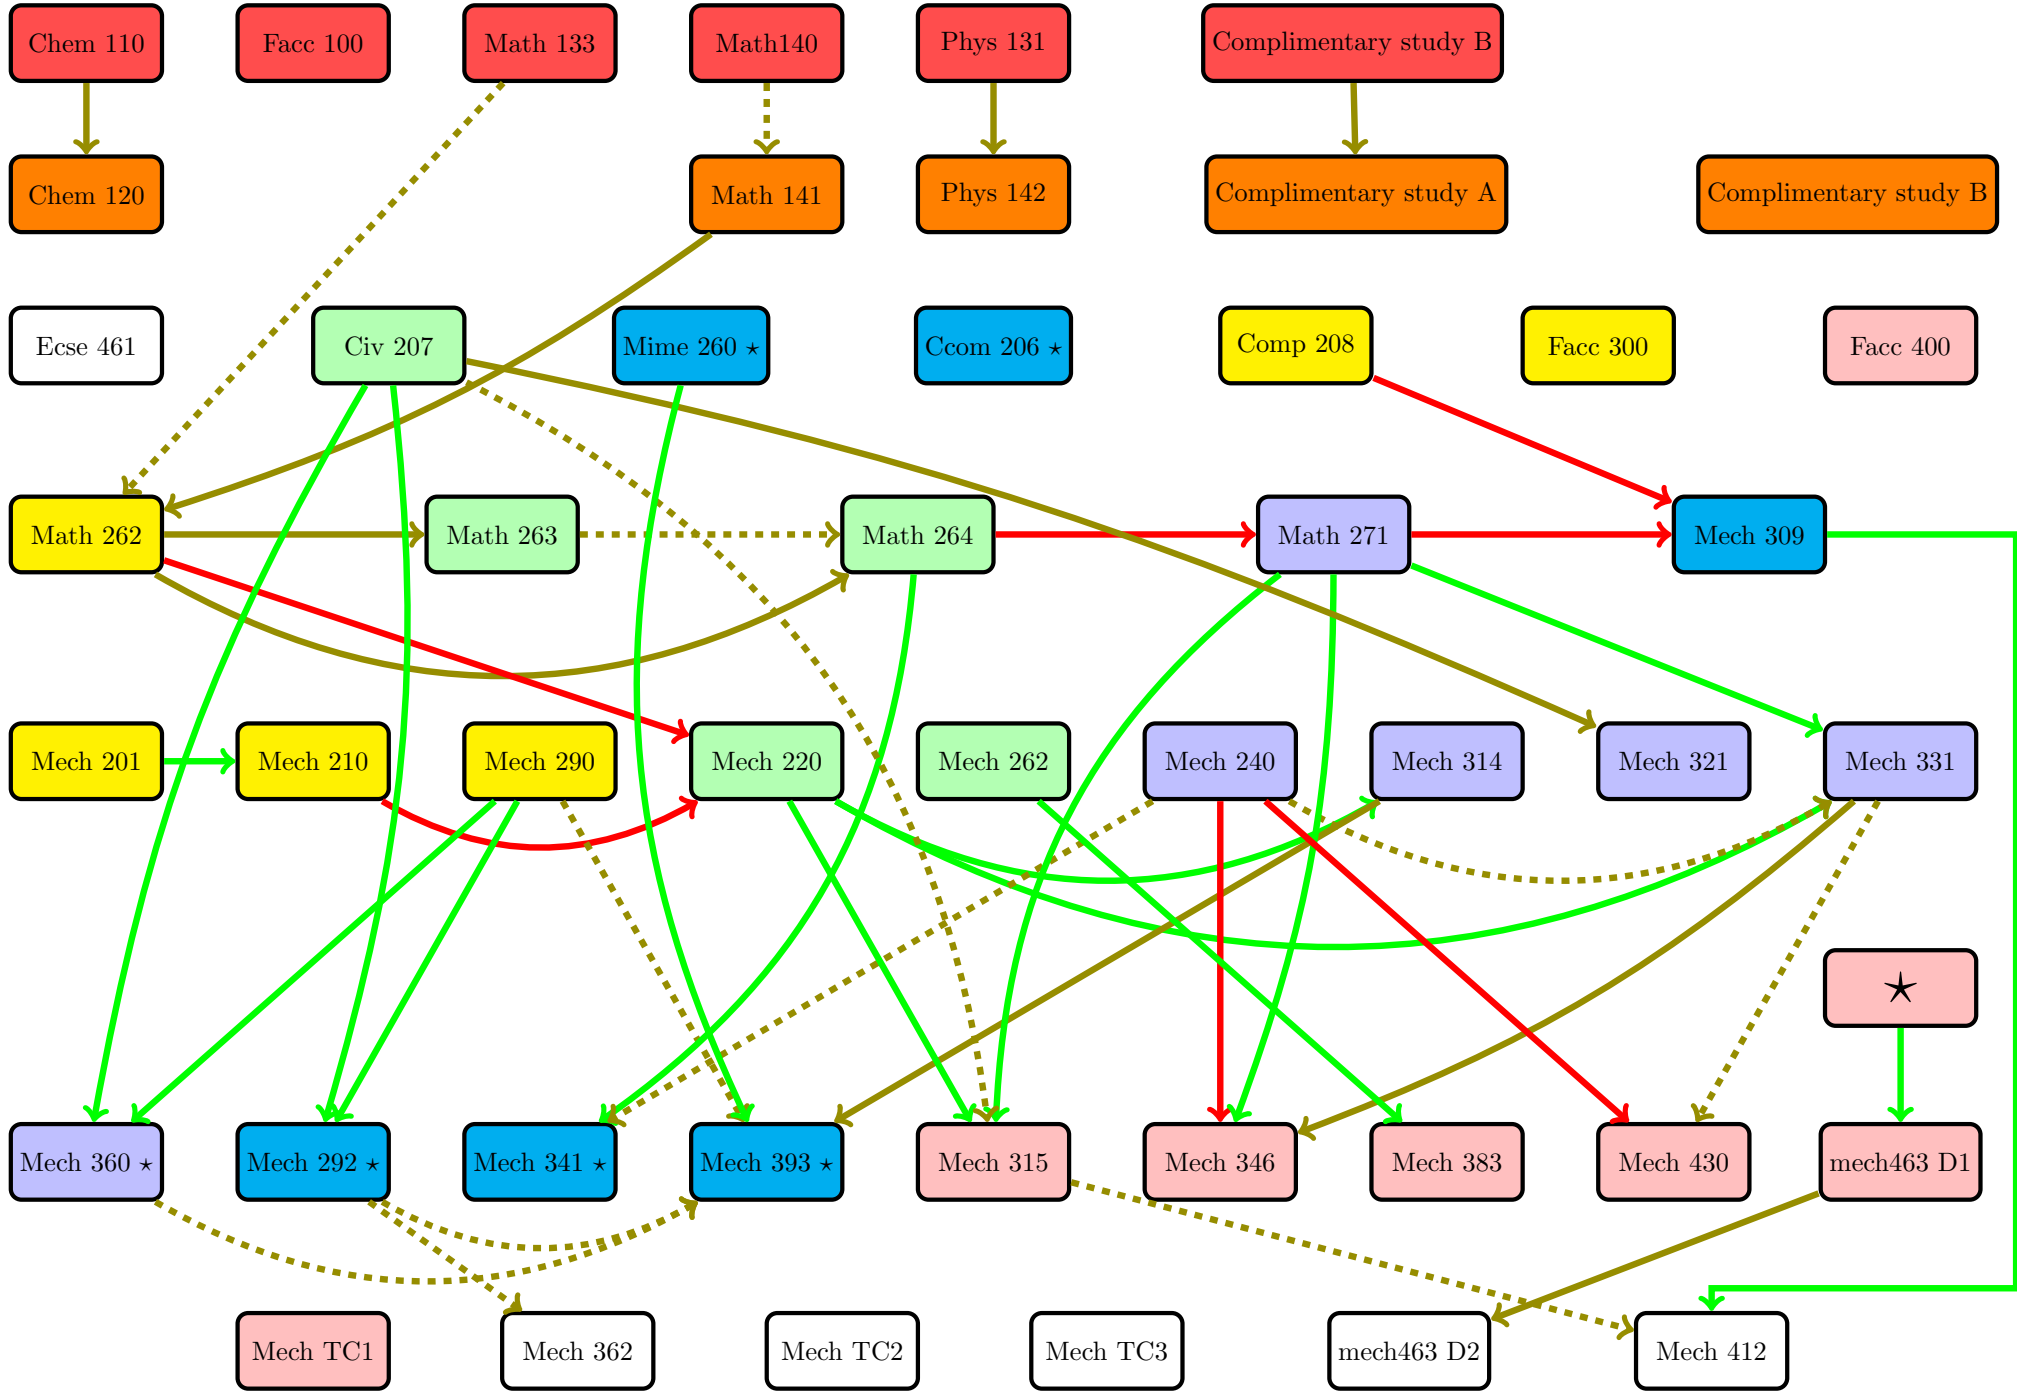 Chem 110
Facc 100
Math 133
Math140
Phys 131
Complimentary study B
Chem 120
Math 141
Phys 142
Complimentary study A
Complimentary study B
Ecse 461
Civ 207
Mime 260 ⋆
Ccom 206 ⋆
Comp 208
Facc 300
Facc 400
Math 262
Math 263
Math 264
Math 271
Mech 309
Mech 201
Mech 210
Mech 290
Mech 220
Mech 262
Mech 240
Mech 314
Mech 321
Mech 331
⋆
Mech 360 ⋆
Mech 292 ⋆
Mech 341 ⋆
Mech 393 ⋆
Mech 315
Mech 346
Mech 383
Mech 430
mech463 D1
Mech TC1
Mech 362
Mech TC2
Mech TC3
mech463 D2
Mech 412